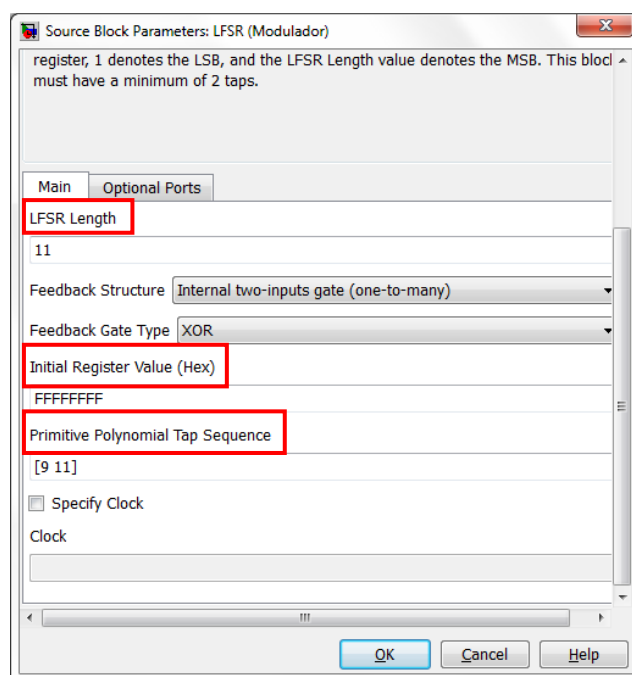 Source Block Parameters: LFSR (Modulador)
register, 1 denotes the LSB, and the LFSR Length value denotes the MSB. This
must have a minimum of 2 taps.
Main
Optional Ports
LFSR Length
11
Feedback Structure Internal two-inputs gate (one-to-many)
Feedback Gate Type XOR
Initial Register Value (Hex)
FFFFFFFF
Primitive Polynomial Tap Sequence
[9 11]
Specify Clock
Clock
OK Cancel Help